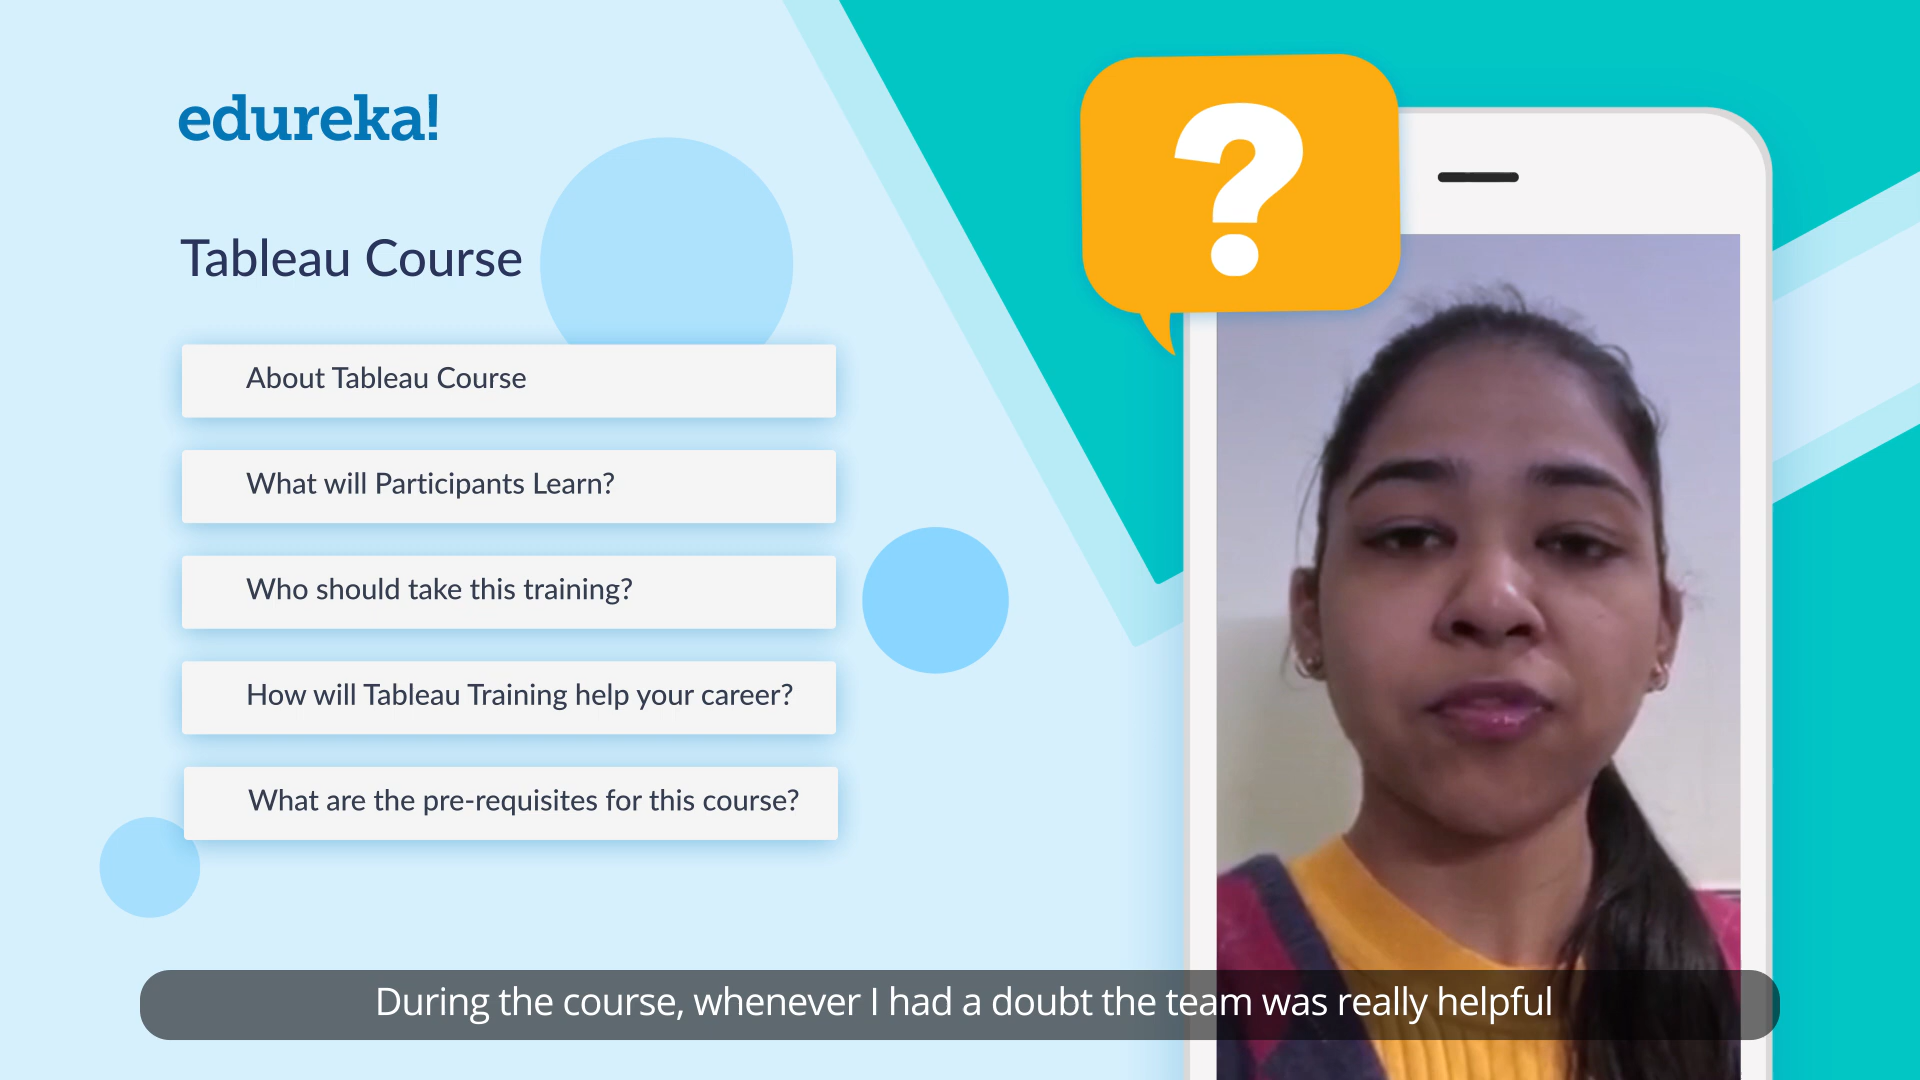 edureka!
Tableau Course
About Tableau Course
What will Participants Learn?
Who should take this training?
How will Tableau Training help your career?
What are the pre-requisites for this course?
?
During the course, whenever I had a doubt the team was really helpful